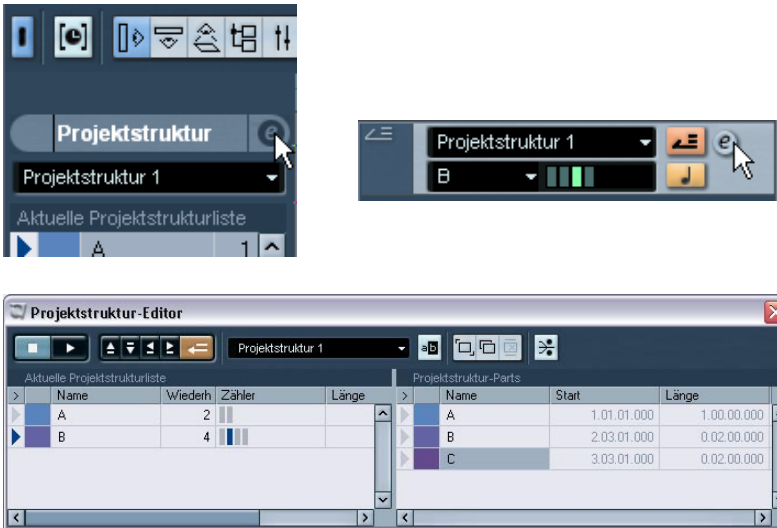 Projektstruktur
Projektstruktur 1
Aktuelle Projektstrukturliste
A 1
Projektstruktur 1
B
Projektstruktur-Editor
Projektstruktur 1
Aktuelle Projektstrukturliste
Name Wiederh Zähler Länge
A 2
B 4
Projektstruktur-Parts
Name Start Länge
A 1.01.01.000 1.00.00.000
B 2.03.01.000 0.02.00.000
C 3.03.01.000 0.02.00.000